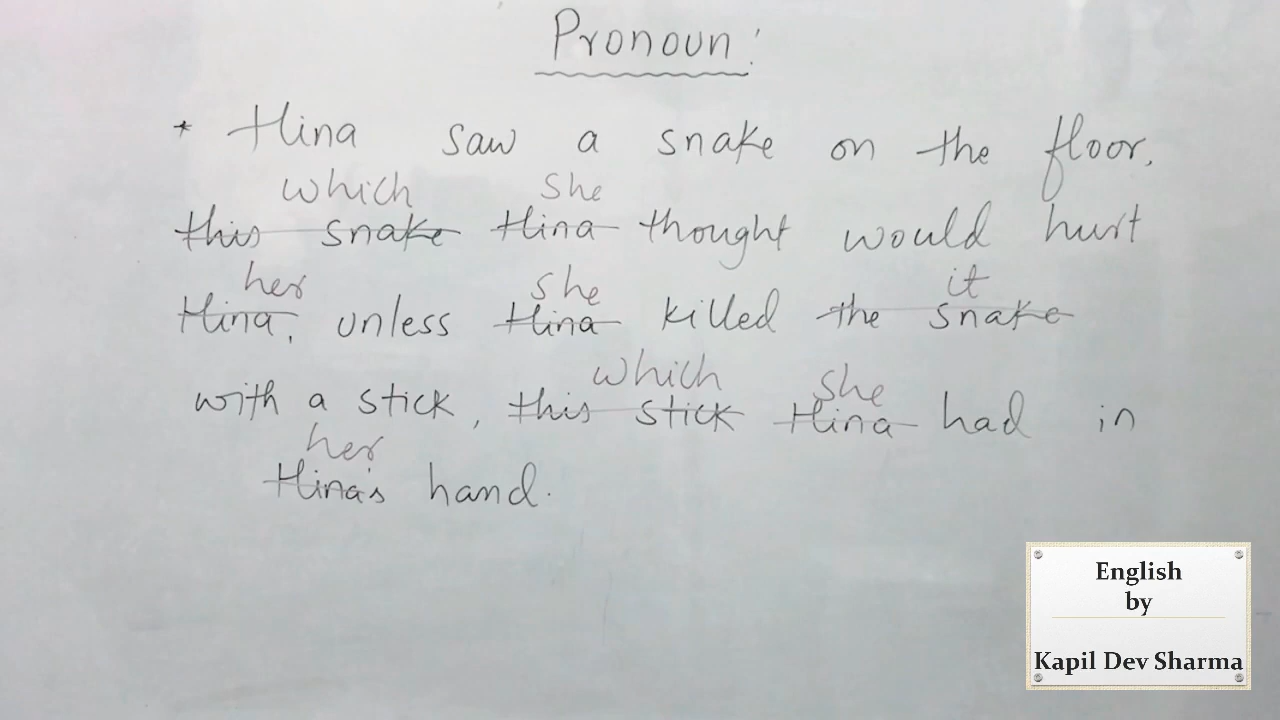 Pronoun:
* Hina saw a snake on the floor,
which she
this snake Hina thought would hurt
her she it
Hina, unless Hina killed the snake
which she
with a stick, this stick Hina had in
her
Hina's hand.
English
by
Kapil Dev Sharma